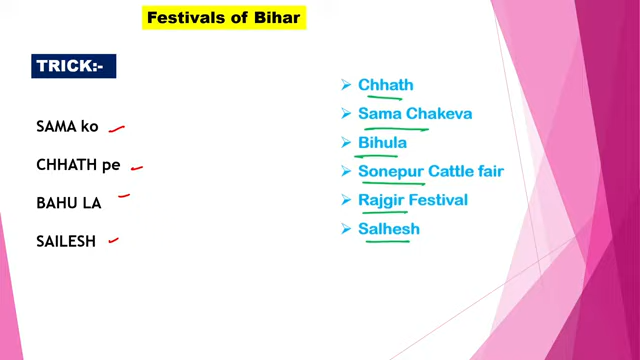 Festivals of Bihar
TRICK:-
SAMA ko
CHHATH pe
BAHU LA
SAILESH
➤ Chhath
➤ Sama Chakeva
➤ Bihula
➤ Sonepur Cattle fair
➤ Rajgir Festival
➤ Salhesh